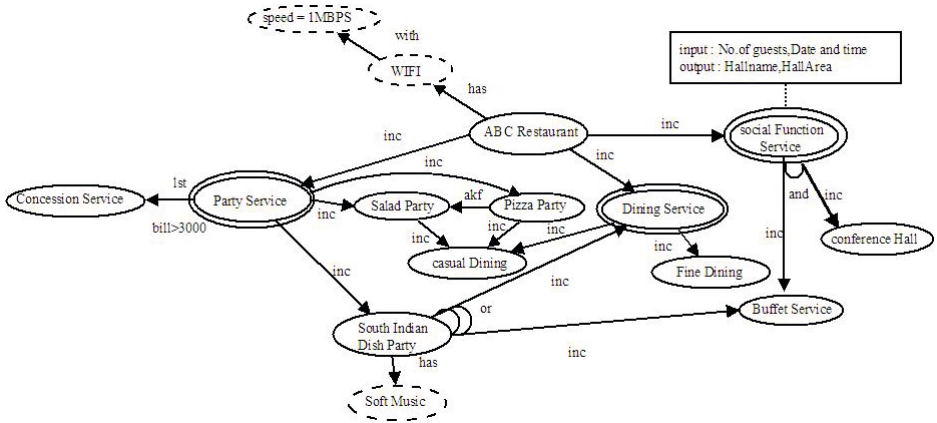 speed = 1MBPS
with
WIFI
has
input : No.of guests,Date and time
output : Hallname,HallArea
ABC Restaurant
inc
inc
inc
social Function
Service
inc
1st
Concession Service
Party Service
bill>3000
inc
Salad Party
akf
Pizza Party
Dining Service
and
inc
inc
inc
inc
inc
conference Hall
casual Dining
inc
Fine Dining
inc
inc
South Indian
Dish Party
or
Buffet Service
has
inc
Soft Music